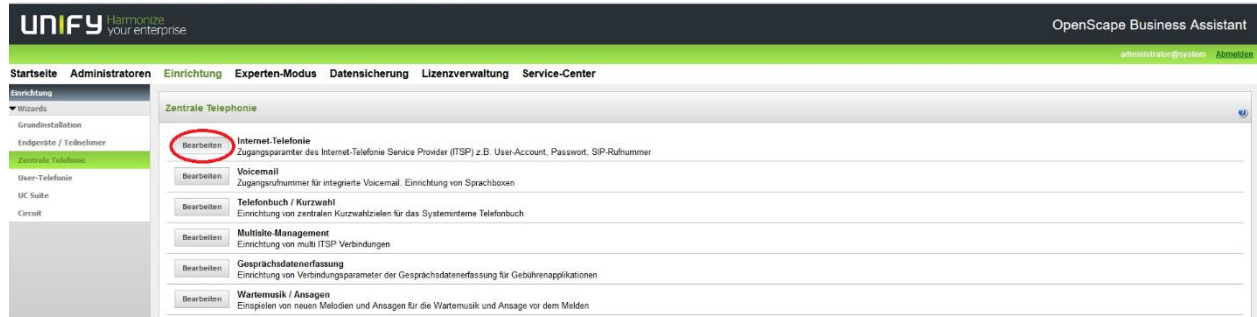 UNIFY Harmonize your enterprise
OpenScape Business Assistant
administrator@system Abmelden
Startseite Administratoren Einrichtung Experten-Modus Datensicherung Lizenzverwaltung Service-Center
Einrichtung
Wizards
Grundinstallation
Endgeräte / Teilnehmer
Zentrale Telefonie
User-Telefonie
UC Suite
Circuit
Zentrale Telephonie
Bearbeiten
Internet-Telefonie
Zugangsparamter des Internet-Telefonie Service Provider (ITSP) z.B. User-Account, Passwort, SIP-Rufnummer
Bearbeiten
Voicemail
Zugangsrufnummer für integrierte Voicemail. Einrichtung von Sprachboxen
Bearbeiten
Telefonbuch / Kurzwahl
Einrichtung von zentralen Kurzwahlzielen für das Systeminterne Telefonbuch
Bearbeiten
Multisite-Management
Einrichtung von multi ITSP Verbindungen
Bearbeiten
Gesprächsdatenerfassung
Einrichtung von Verbindungsparameter der Gesprächsdatenerfassung für Gebührenapplikationen
Bearbeiten
Wartemusik / Ansagen
Einspielen von neuen Melodien und Ansagen für die Wartemusik und Ansage vor dem Melden